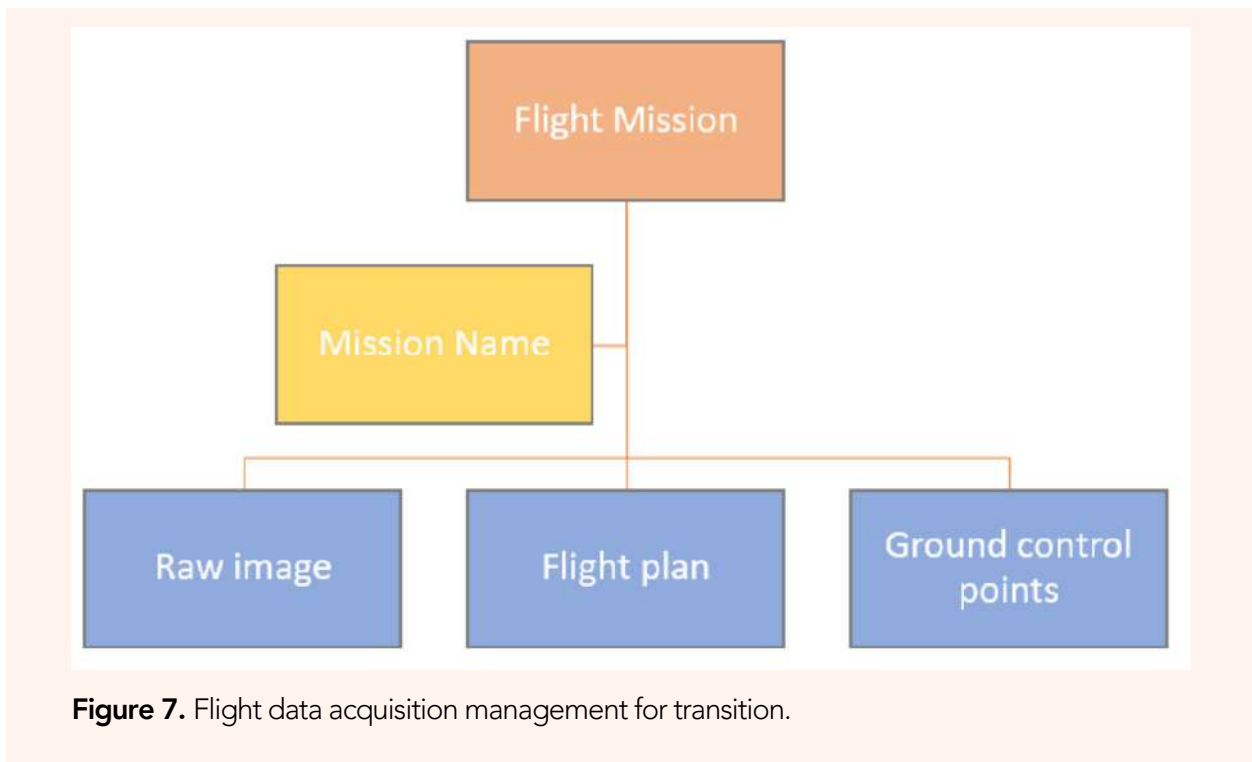 Flight Mission
Mission Name
Raw image
Flight plan
Ground control
points
Figure 7. Flight data acquisition management for transition.